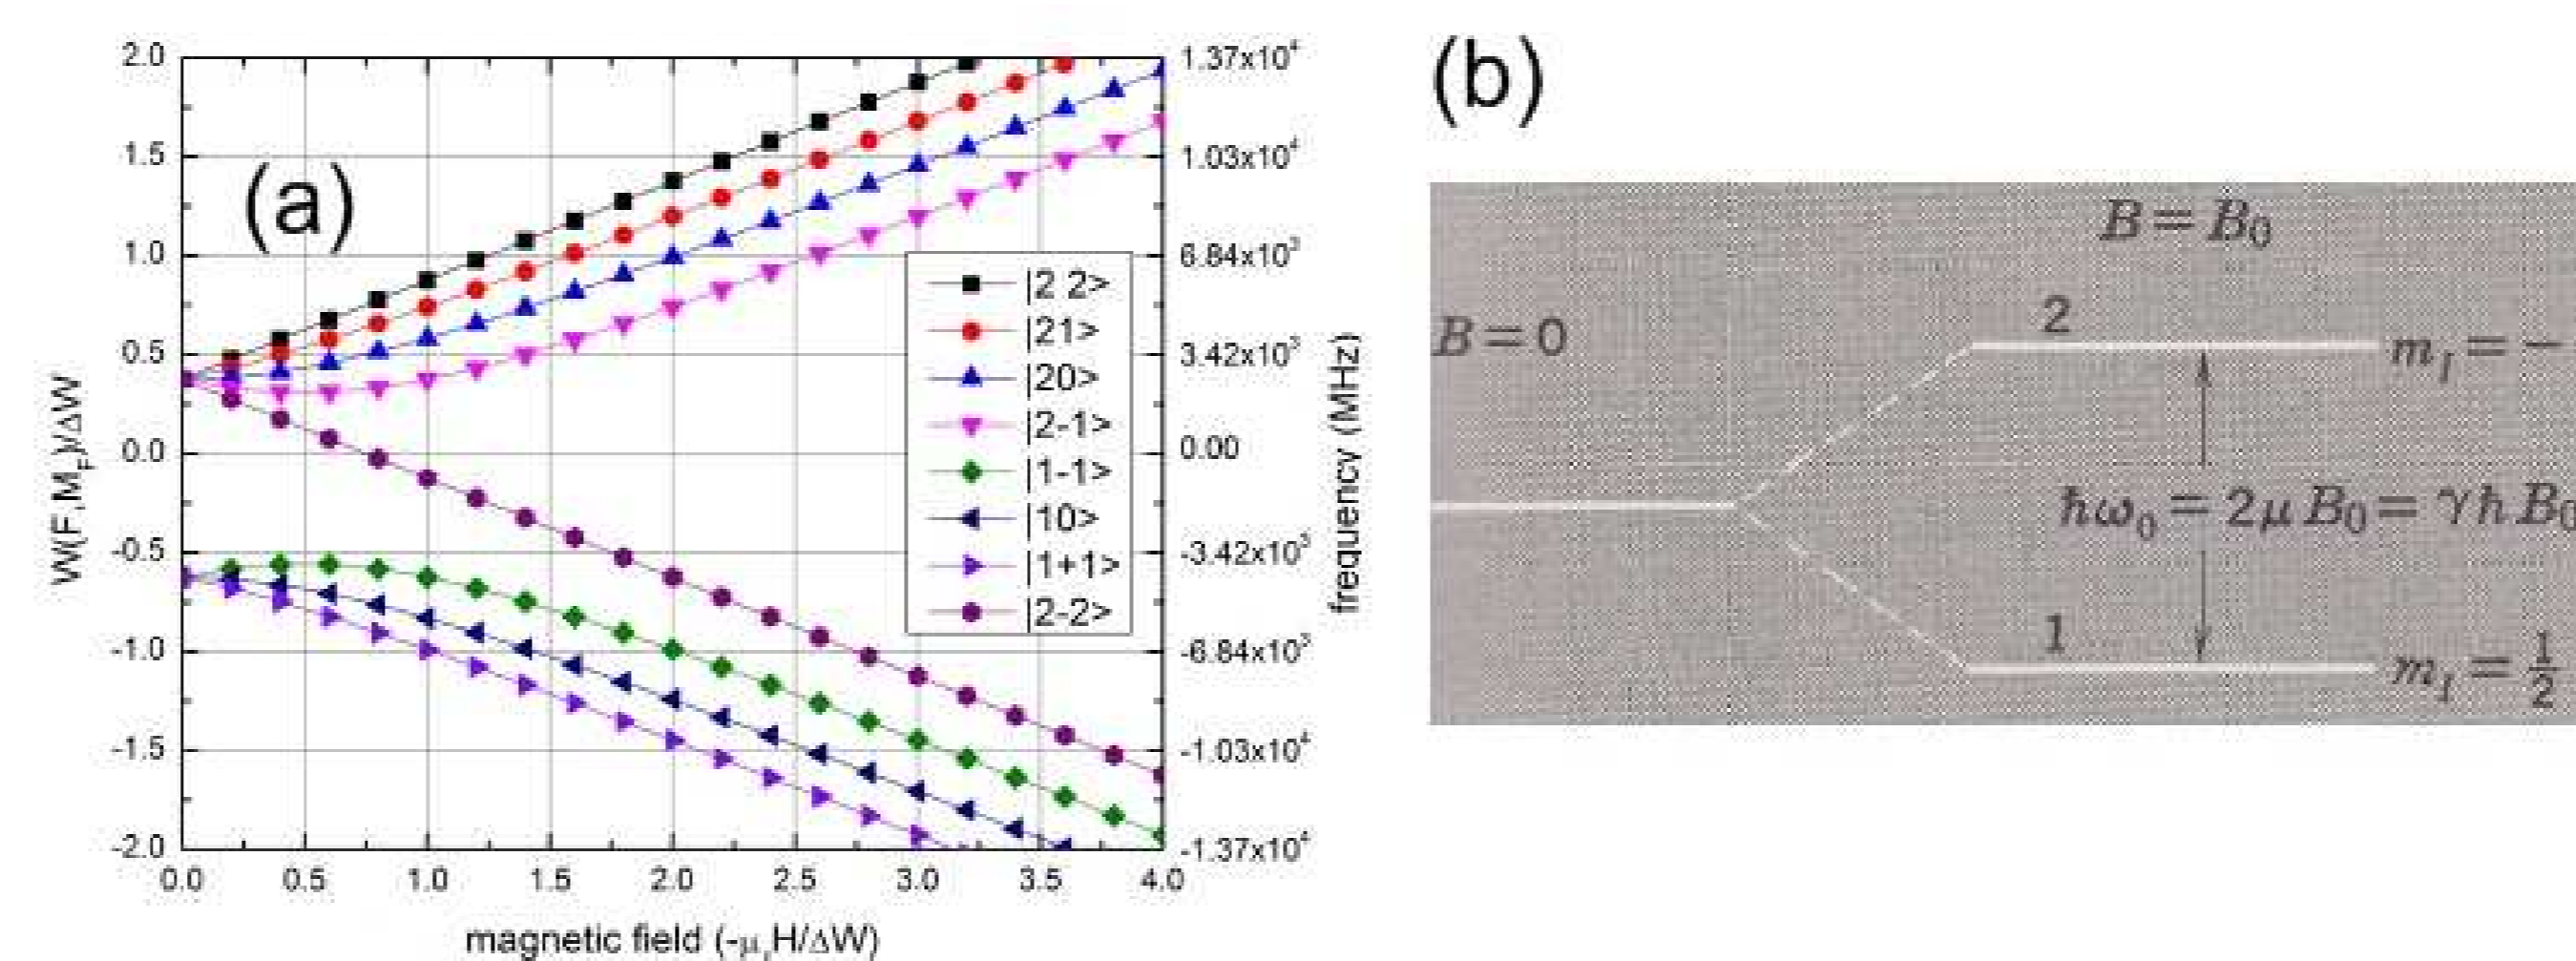 (a)
2.0
1.5
1.0
0.5
0.0
-0.5
-1.0
-1.5
-2.0
W(F,M_F)/ΔW
0.0 0.5 1.0 1.5 2.0 2.5 3.0 3.5 4.0
magnetic field (-μ_IH/ΔW)
1.37x10⁴
1.03x10⁴
6.84x10³
3.42x10³
0.00
-3.42x10³
-6.84x10³
-1.03x10⁴
-1.37x10⁴
frequency (MHz)
|2 2>
|21>
|20>
|2-1>
|1-1>
|10>
|1+1>
|2-2>
(b)
B = B₀
B = 0
2
m_I = -
ħω₀ = 2μB₀ = γħB₀
1
m_I = 1/2